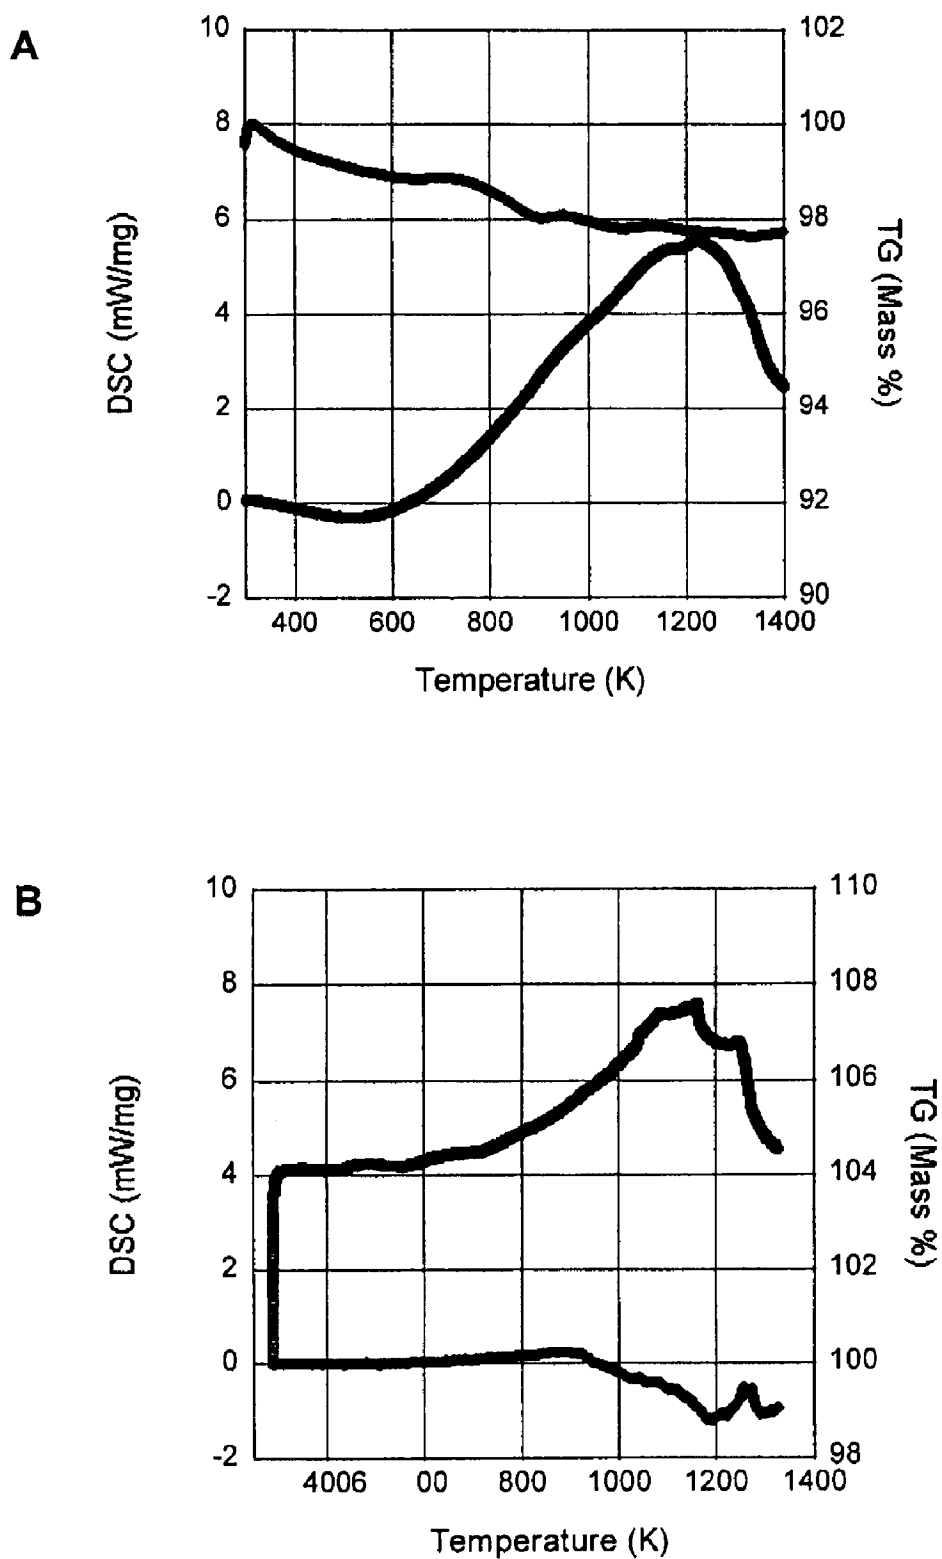 A
10 102
8 100
6 98
4 96
2 94
0 92
-2 90
DSC (mW/mg)
TG (Mass %)
400 600 800 1000 1200 1400
Temperature (K)
B
10 110
8 108
6 106
4 104
2 102
0 100
-2 98
DSC (mW/mg)
TG (Mass %)
4006 00 800 1000 1200 1400
Temperature (K)